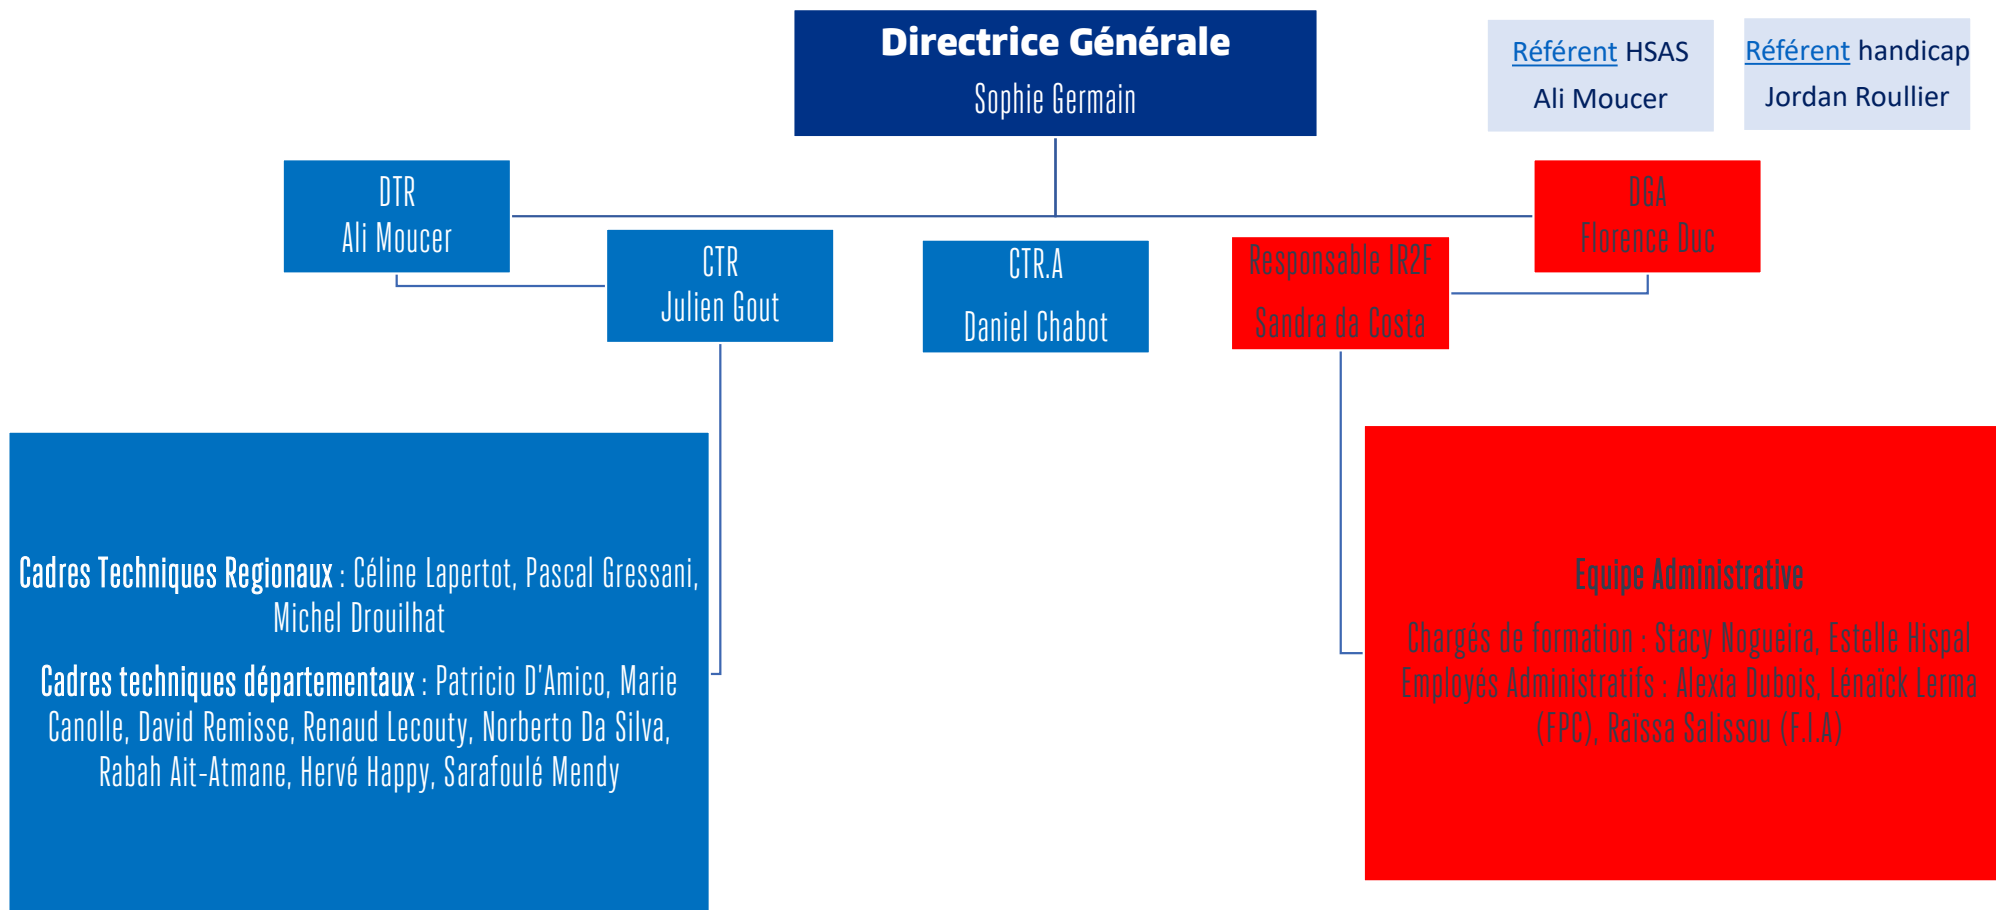 Directrice Générale
Sophie Germain
Référent HSAS
Ali Moucer
Référent handicap
Jordan Roullier
DTR
Ali Moucer
DGA
Florence Duc
CTR
Julien Gout
CTR.A
Daniel Chabot
Responsable IR2F
Sandra da Costa
Cadres Techniques Regionaux : Céline Lapertot, Pascal Gressani,
Michel Drouilhat
Cadres techniques départementaux : Patricio D'Amico, Marie
Canolle, David Remisse, Renaud Lecouty, Norberto Da Silva,
Rabah Ait-Atmane, Hervé Happy, Sarafoulé Mendy
Equipe Administrative
Chargés de formation : Stacy Nogueira, Estelle Hispal
Employés Administratifs : Alexia Dubois, Lénaïck Lerma
(FPC), Raïssa Salissou (F.I.A)